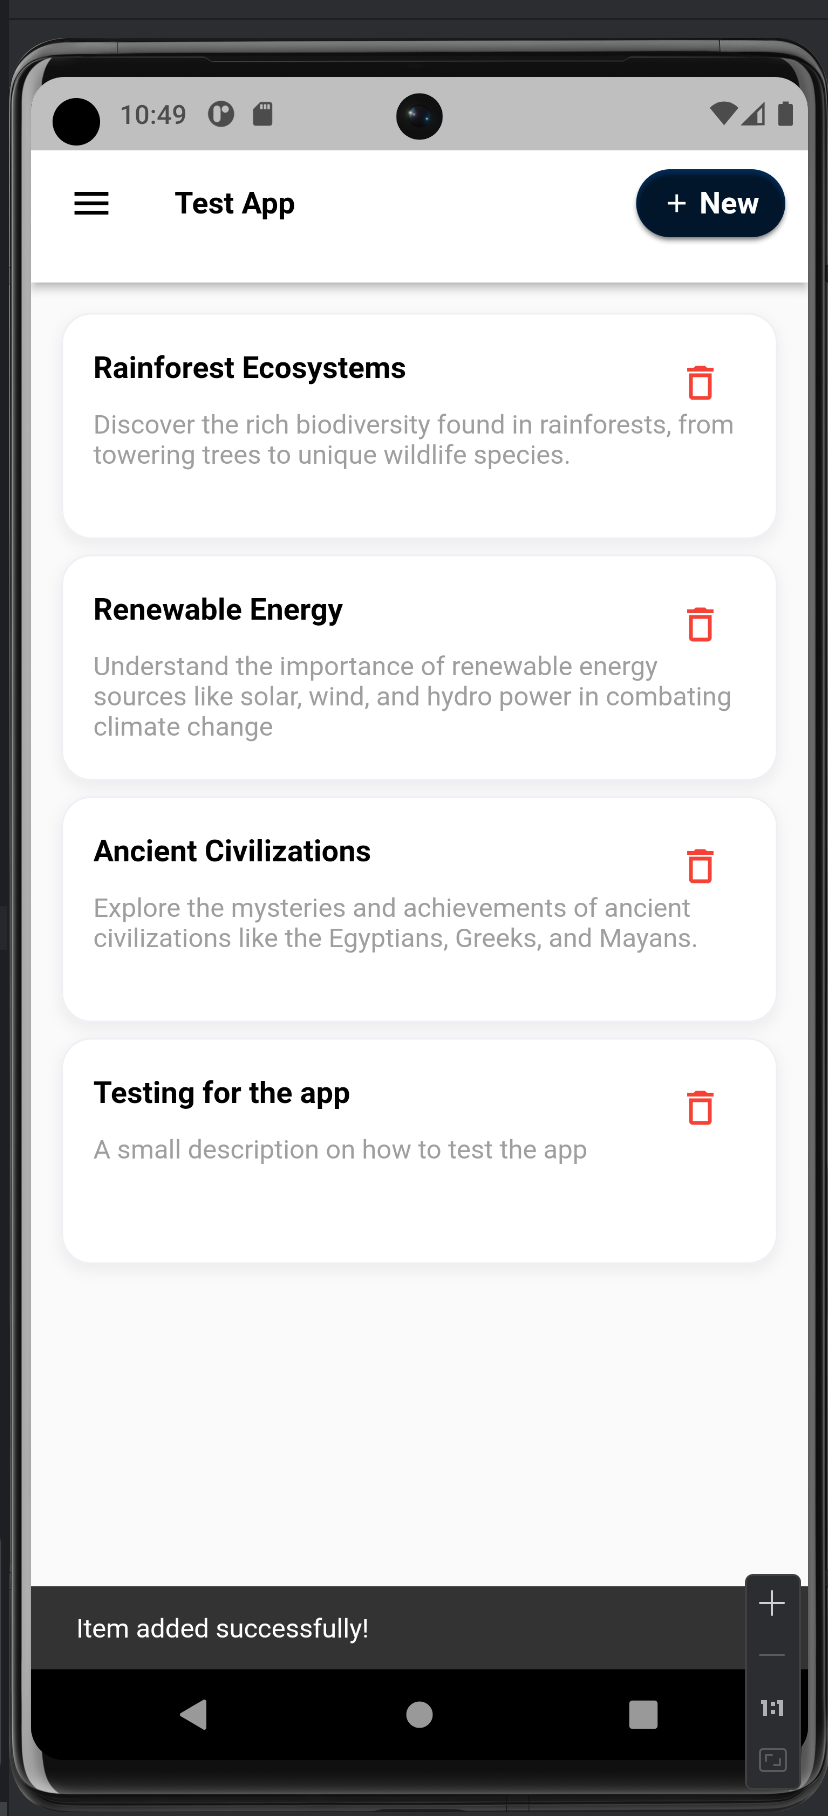 10:49
Test App
+ New
Rainforest Ecosystems
Discover the rich biodiversity found in rainforests, from
towering trees to unique wildlife species.
Renewable Energy
Understand the importance of renewable energy
sources like solar, wind, and hydro power in combating
climate change
Ancient Civilizations
Explore the mysteries and achievements of ancient
civilizations like the Egyptians, Greeks, and Mayans.
Testing for the app
A small description on how to test the app
Item added successfully!
1:1